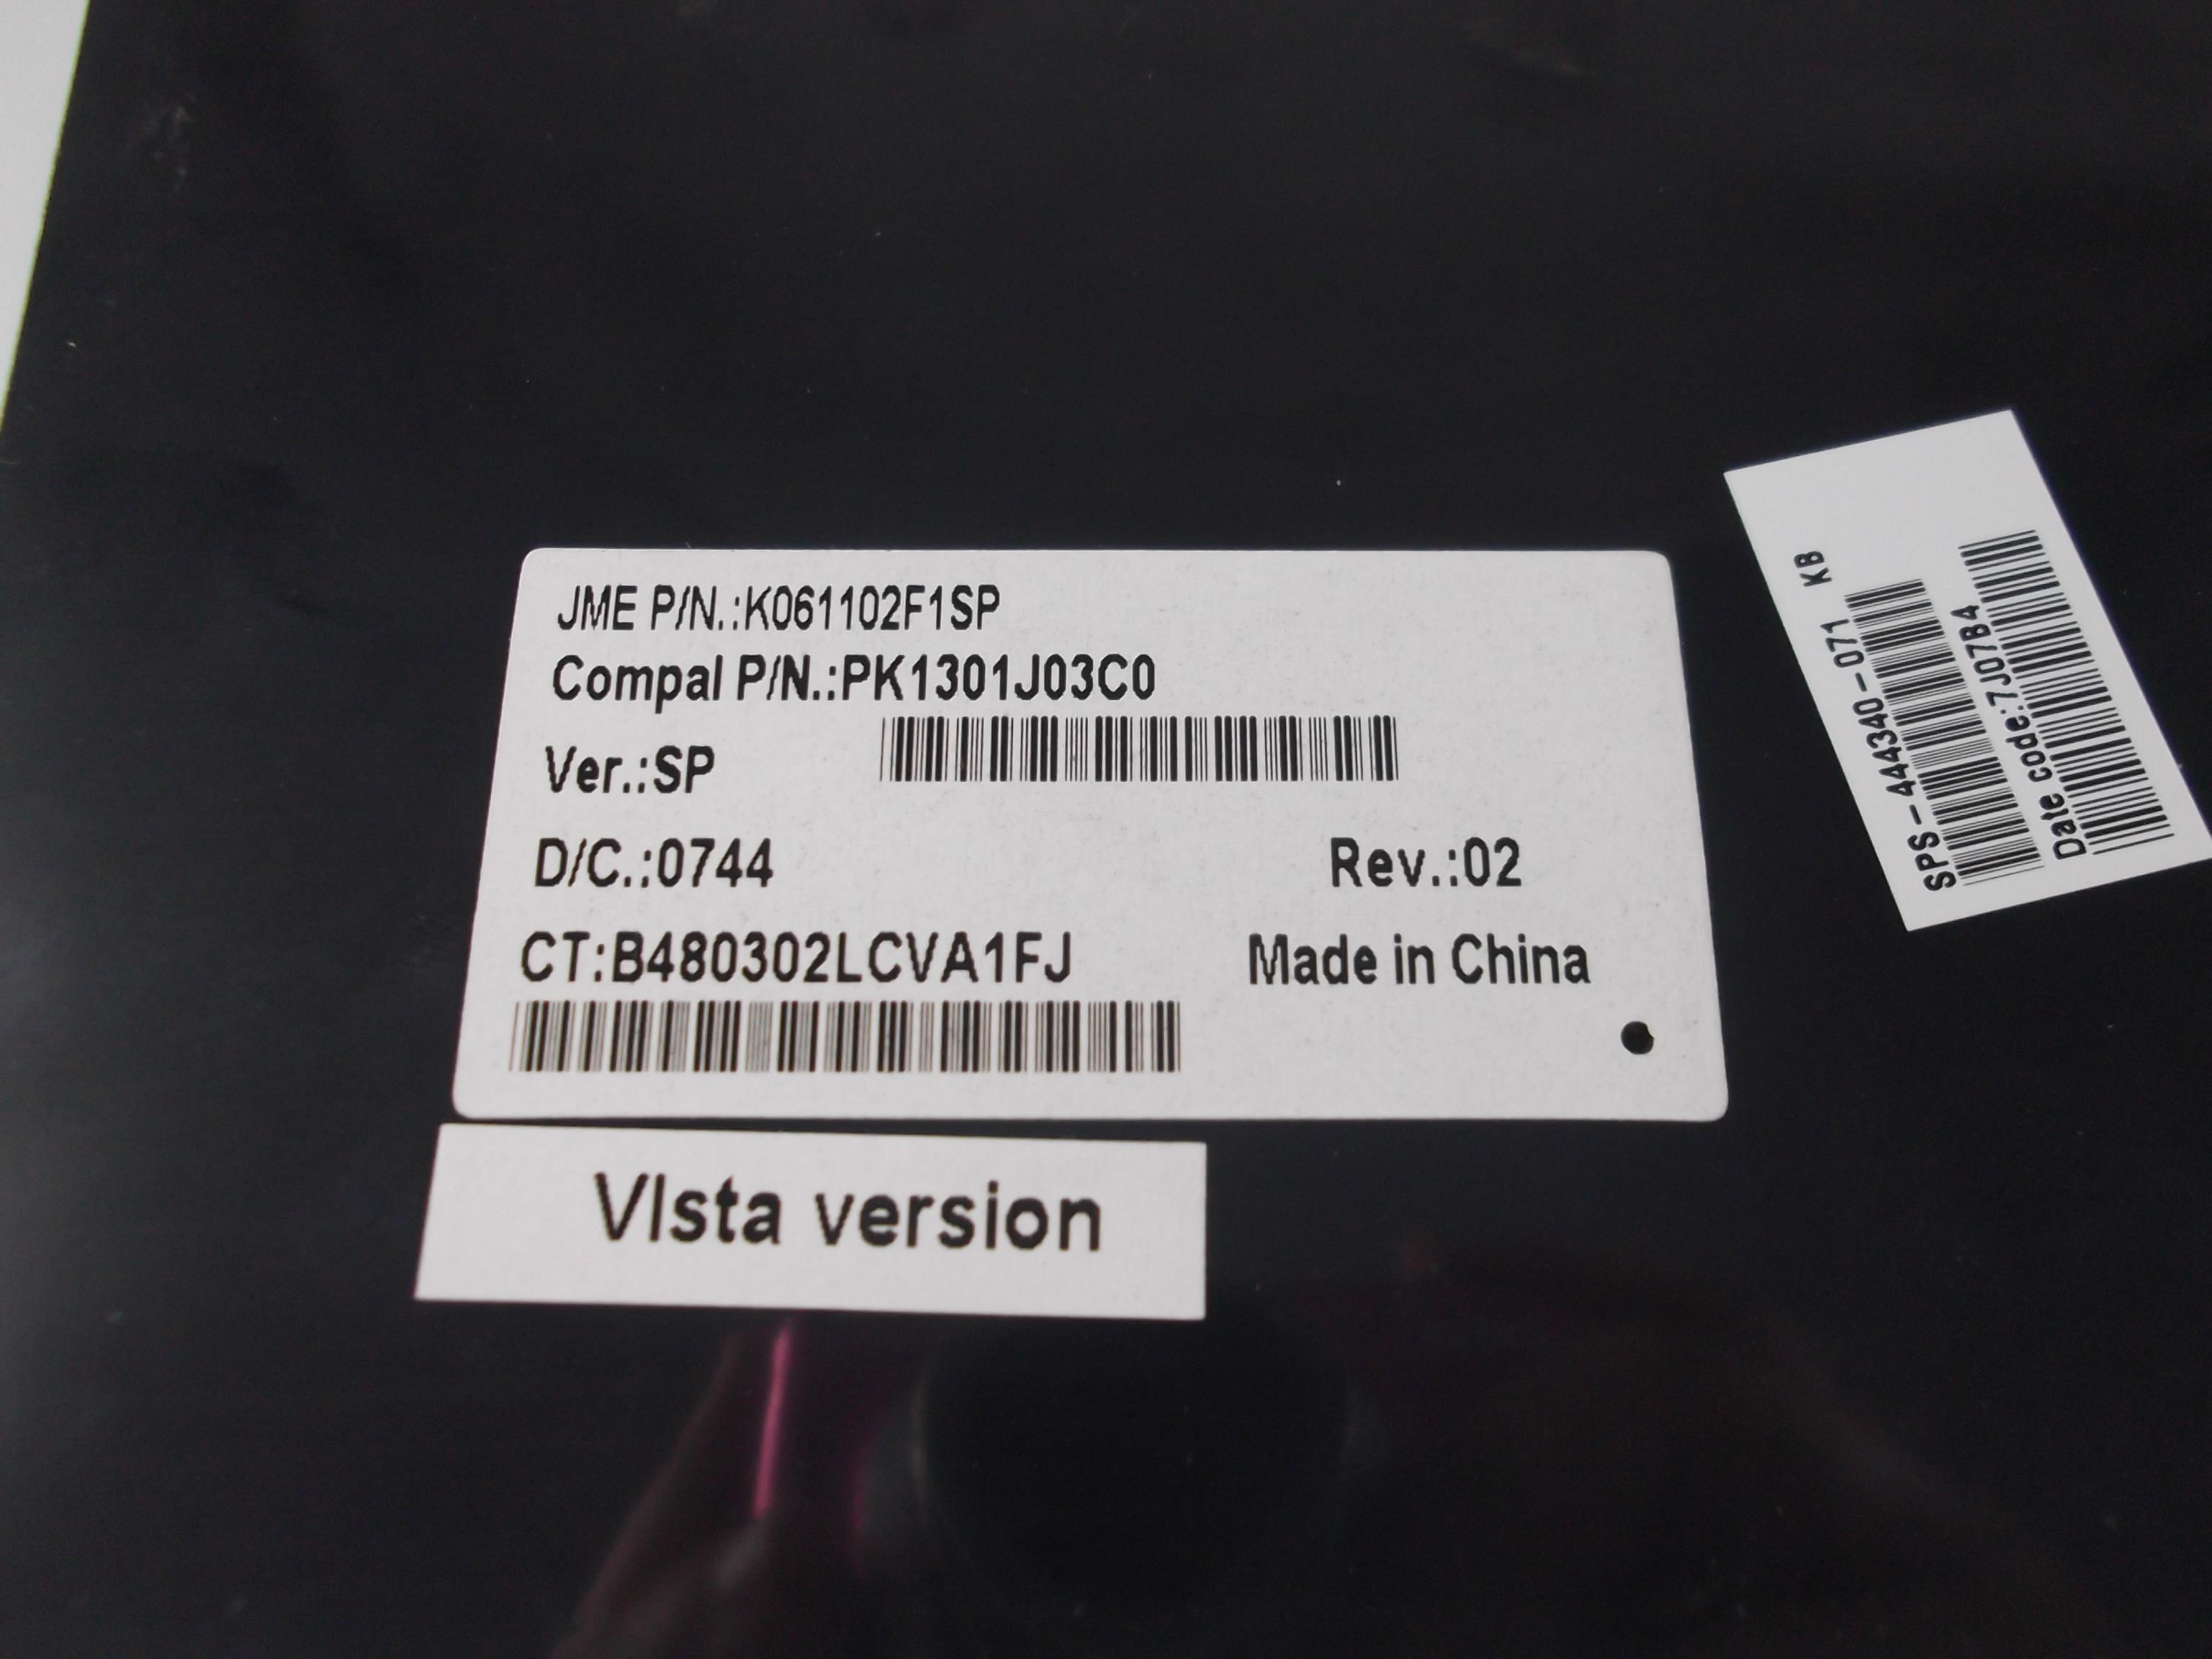 JME P/N.:K061102F1SP
Compal P/N.:PK1301J03C0
Ver.:SP
D/C.:0744
Rev.:02
CT:B480302LCVA1FJ
Made in China
VIsta version
SPS-444340-071 KB
Date code:7J07B4